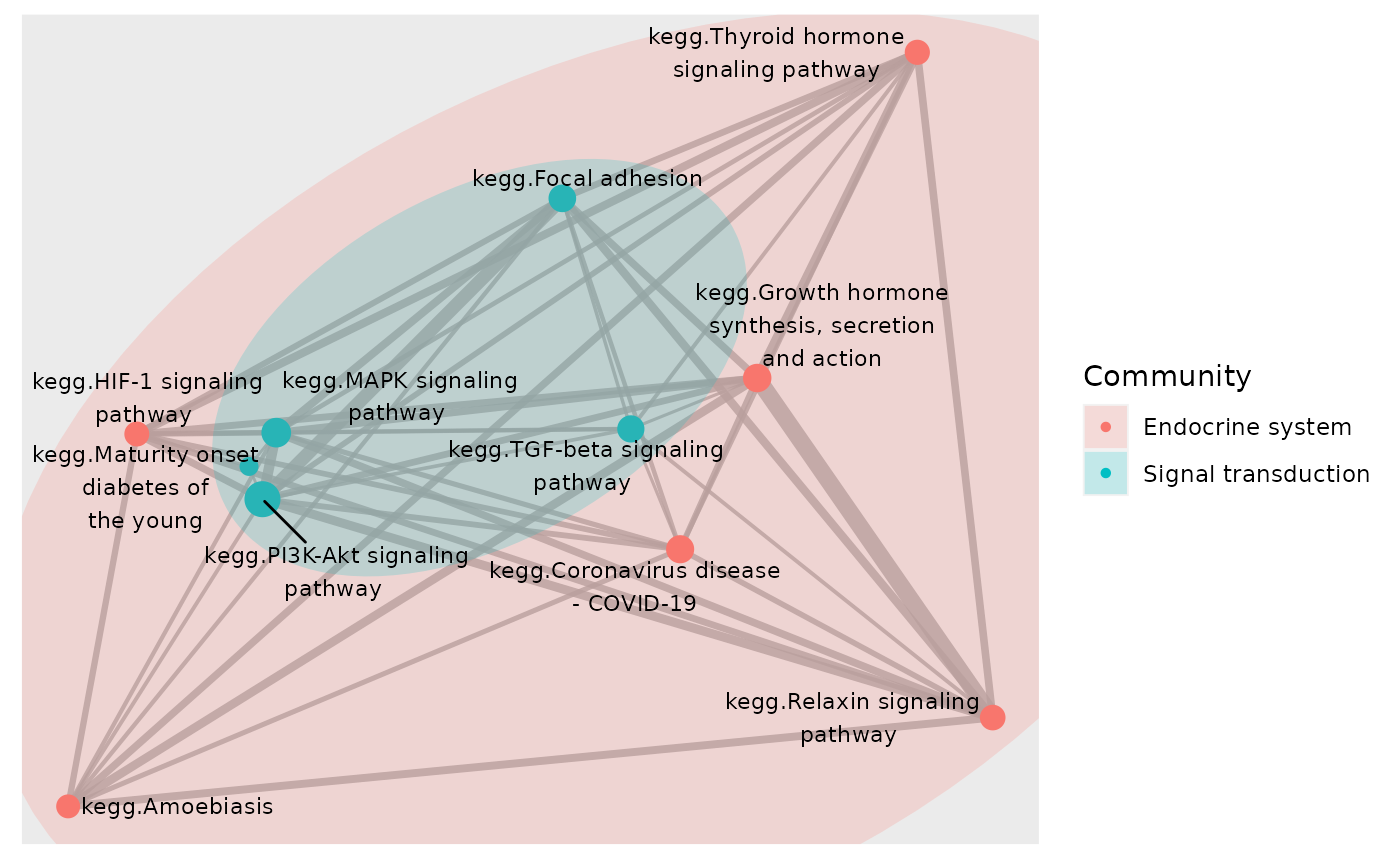 kegg.Thyroid hormone
signaling pathway
kegg.Focal adhesion
kegg.Growth hormone
synthesis, secretion
and action
kegg.HIF-1 signaling
pathway
kegg.MAPK signaling
pathway
kegg.Maturity onset
diabetes of
the young
kegg.TGF-beta signaling
pathway
kegg.PI3K-Akt signaling
pathway
kegg.Coronavirus disease
- COVID-19
kegg.Relaxin signaling
pathway
kegg.Amoebiasis
Community
Endocrine system
Signal transduction